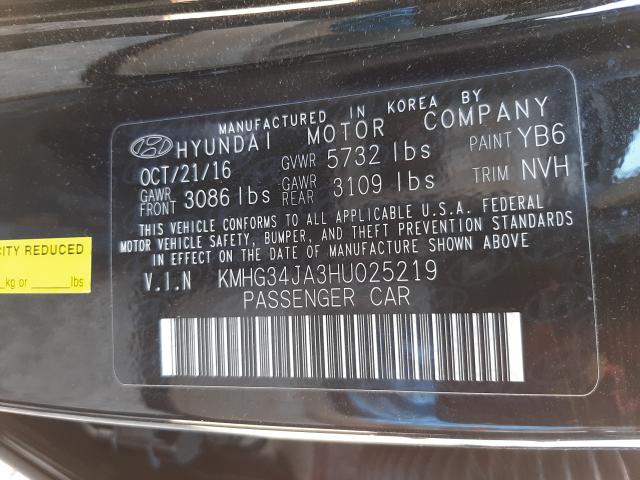 MANUFACTURED IN KOREA BY
HYUNDAI MOTOR COMPANY
OCT/21/16 GVWR 5732 lbs PAINT YB6
GAWR FRONT 3086 lbs GAWR REAR 3109 lbs TRIM NVH
THIS VEHICLE CONFORMS TO ALL APPLICABLE U.S.A. FEDERAL
MOTOR VEHICLE SAFETY, BUMPER, AND THEFT PREVENTION STANDARDS
IN EFFECT ON THE DATE OF MANUFACTURE SHOWN ABOVE
V.I.N KMHG34JA3HU025219
PASSENGER CAR
CITY REDUCED
kg or lbs